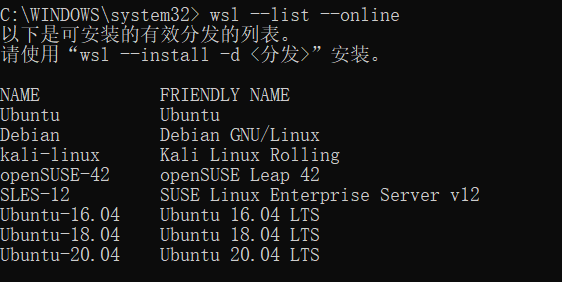 C:\WINDOWS\system32> wsl --list --online
以下是可安装的有效分发的列表。
请使用“wsl --install -d <分发>”安装。
NAME FRIENDLY NAME
Ubuntu Ubuntu
Debian Debian GNU/Linux
kali-linux Kali Linux Rolling
openSUSE-42 openSUSE Leap 42
SLES-12 SUSE Linux Enterprise Server v12
Ubuntu-16.04 Ubuntu 16.04 LTS
Ubuntu-18.04 Ubuntu 18.04 LTS
Ubuntu-20.04 Ubuntu 20.04 LTS